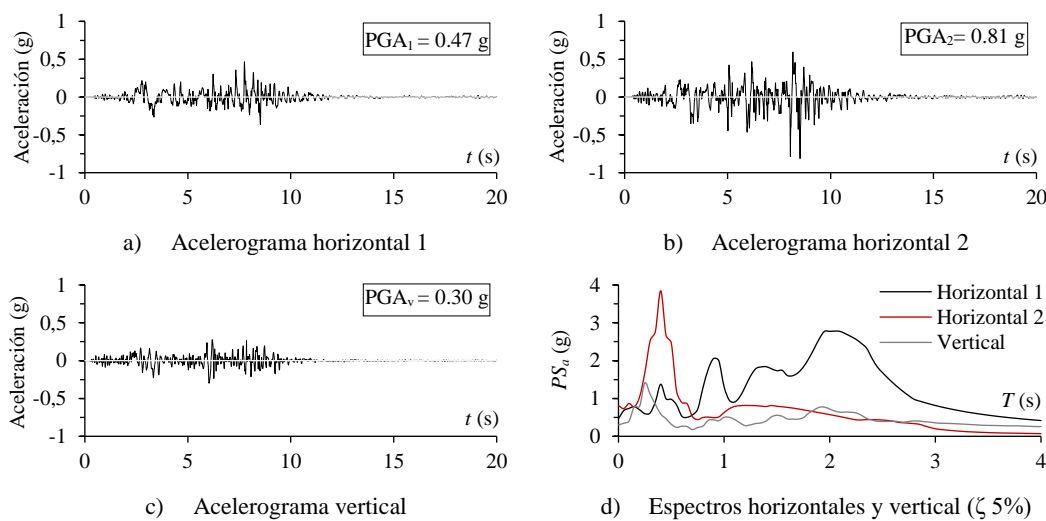 1
0,5
0
-0,5
-1
Aceleración (g)
PGA1 = 0.47 g
t (s)
0 5 10 15 20
a) Acelerograma horizontal 1
1
0,5
0
-0,5
-1
Aceleración (g)
PGA2= 0.81 g
t (s)
0 5 10 15 20
b) Acelerograma horizontal 2
1
0,5
0
-0,5
-1
Aceleración (g)
PGAv = 0.30 g
t (s)
0 5 10 15 20
c) Acelerograma vertical
4
3
2
1
0
PSa (g)
Horizontal 1
Horizontal 2
Vertical
T (s)
0 1 2 3 4
d) Espectros horizontales y vertical (ζ 5%)